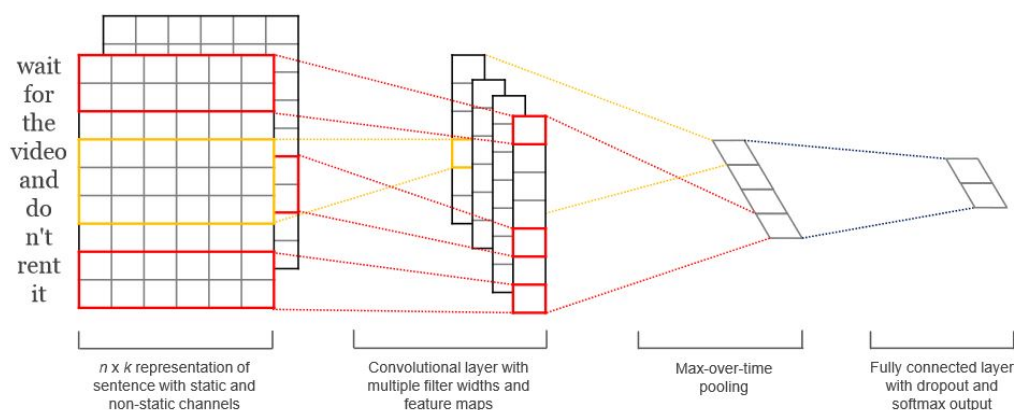 wait
for
the
video
and
do
n't
rent
it
n x k representation of
sentence with static and
non-static channels
Convolutional layer with
multiple filter widths and
feature maps
Max-over-time
pooling
Fully connected layer
with dropout and
softmax output